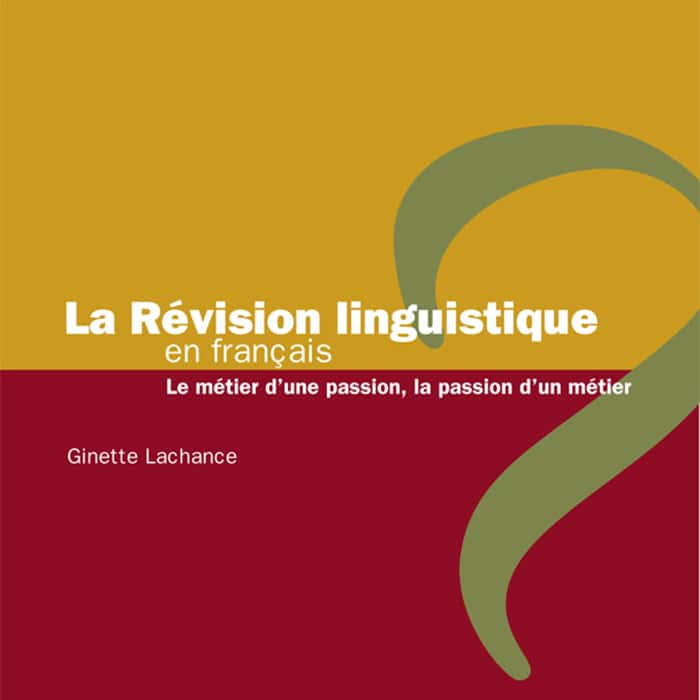 La Révision linguistique
en français
Le métier d'une passion, la passion d'un métier
Ginette Lachance